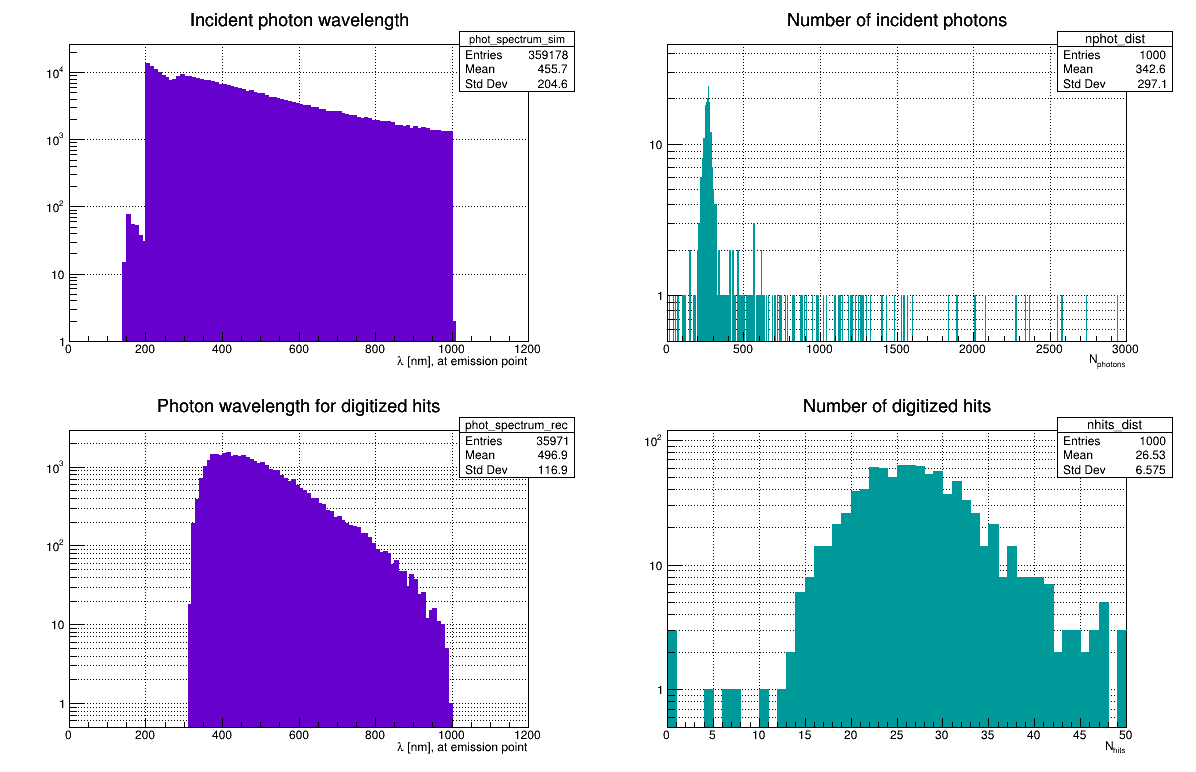 Incident photon wavelength
phot_spectrum_sim
Entries 359178
Mean 455.7
Std Dev 204.6
10^4
10^3
10^2
10
1
0 200 400 600 800 1000 1200
λ [nm], at emission point
Number of incident photons
nphot_dist
Entries 1000
Mean 342.6
Std Dev 297.1
10
1
0 500 1000 1500 2000 2500 3000
N_photons
Photon wavelength for digitized hits
phot_spectrum_rec
Entries 35971
Mean 496.9
Std Dev 116.9
10^3
10^2
10
1
0 200 400 600 800 1000 1200
λ [nm], at emission point
Number of digitized hits
nhits_dist
Entries 1000
Mean 26.53
Std Dev 6.575
10^2
10
1
0 5 10 15 20 25 30 35 40 45 50
N_hits